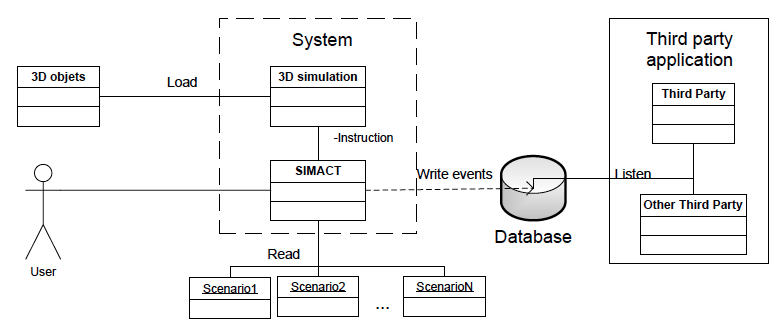 System
Third party
application
3D objets
Load
3D simulation
Third Party
-Instruction
SIMACT
Write events
Listen
Other Third Party
Database
User
Read
Scenario1
Scenario2
...
ScenarioN